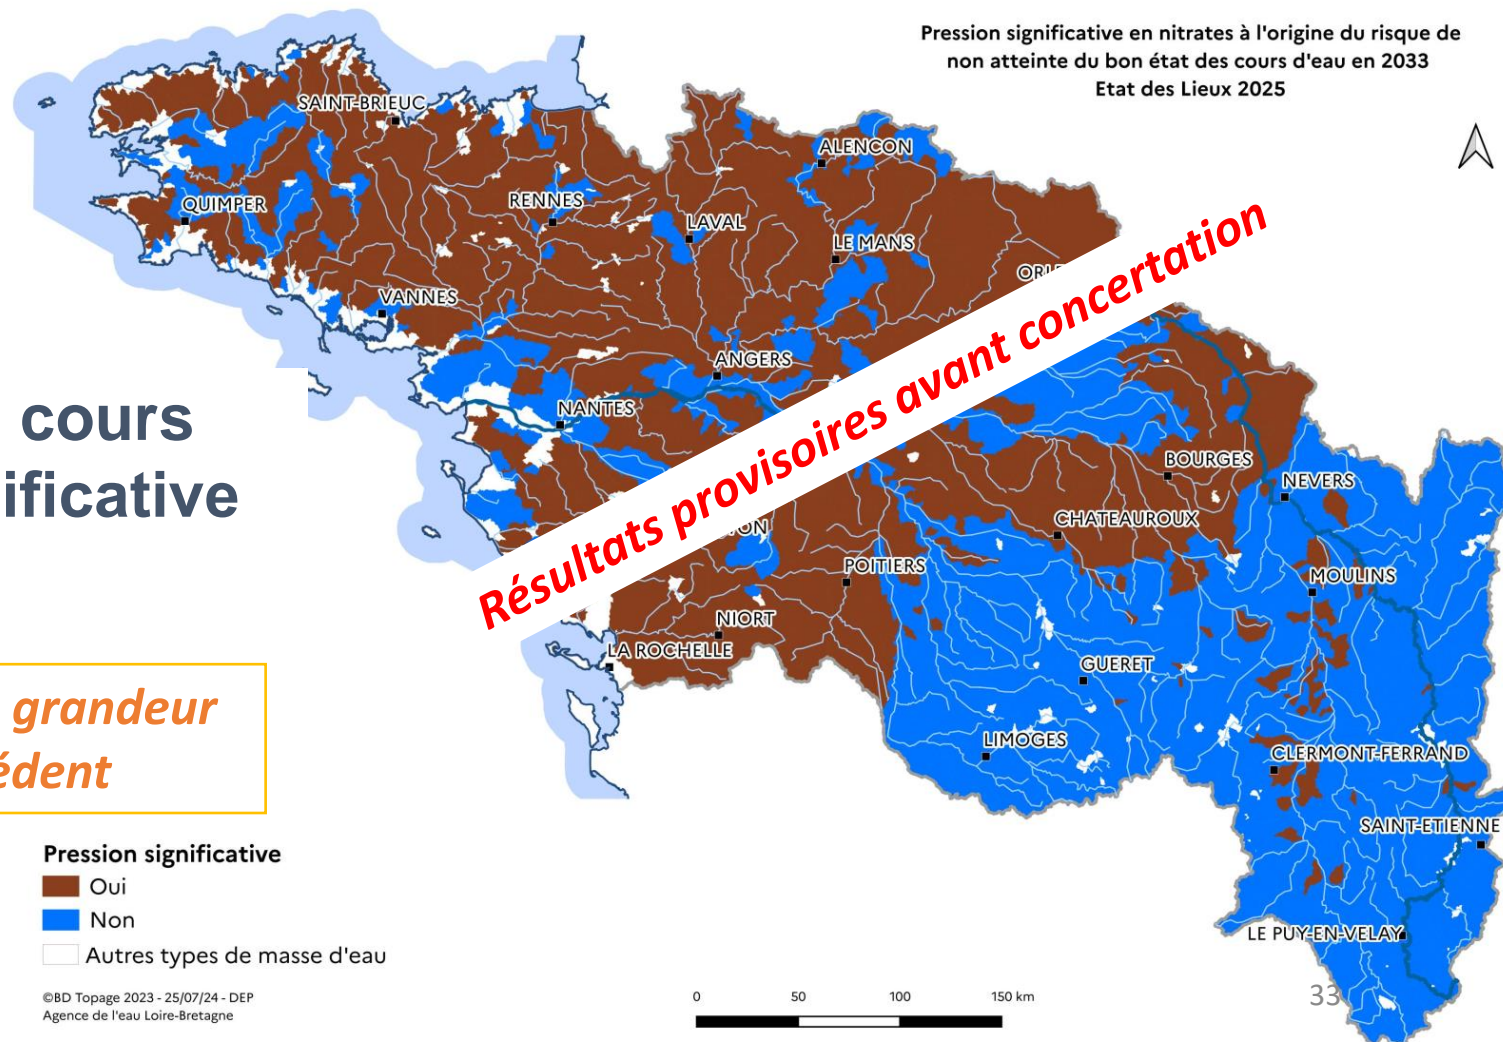 Pression significative en nitrates à l'origine du risque de
non atteinte du bon état des cours d'eau en 2033
Etat des Lieux 2025
SAINT-BRIEUC
ALENCON
QUIMPER
RENNES
LAVAL
LE MANS
VANNES
ANGERS
NANTES
Résultats provisoires avant concertation
cours
ificative
BOURGES
NEVERS
CHATEAUROUX
POITIERS
MOULINS
NIORT
LA ROCHELLE
GUERET
grandeur
édent
LIMOGES
CLERMONT-FERRAND
SAINT-ETIENNE
LE PUY-EN-VELAY
Pression significative
Oui
Non
Autres types de masse d'eau
©BD Topage 2023 - 25/07/24 - DEP
Agence de l'eau Loire-Bretagne
0 50 100 150 km
33